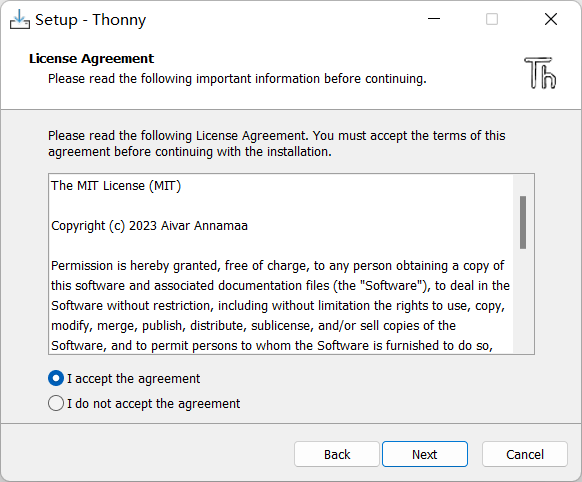 Setup - Thonny
License Agreement
Please read the following important information before continuing.
Th
Please read the following License Agreement. You must accept the terms of this
agreement before continuing with the installation.
The MIT License (MIT)
Copyright (c) 2023 Aivar Annamaa
Permission is hereby granted, free of charge, to any person obtaining a copy of
this software and associated documentation files (the "Software"), to deal in the
Software without restriction, including without limitation the rights to use, copy,
modify, merge, publish, distribute, sublicense, and/or sell copies of the
Software, and to permit persons to whom the Software is furnished to do so,
I accept the agreement
I do not accept the agreement
Back
Next
Cancel